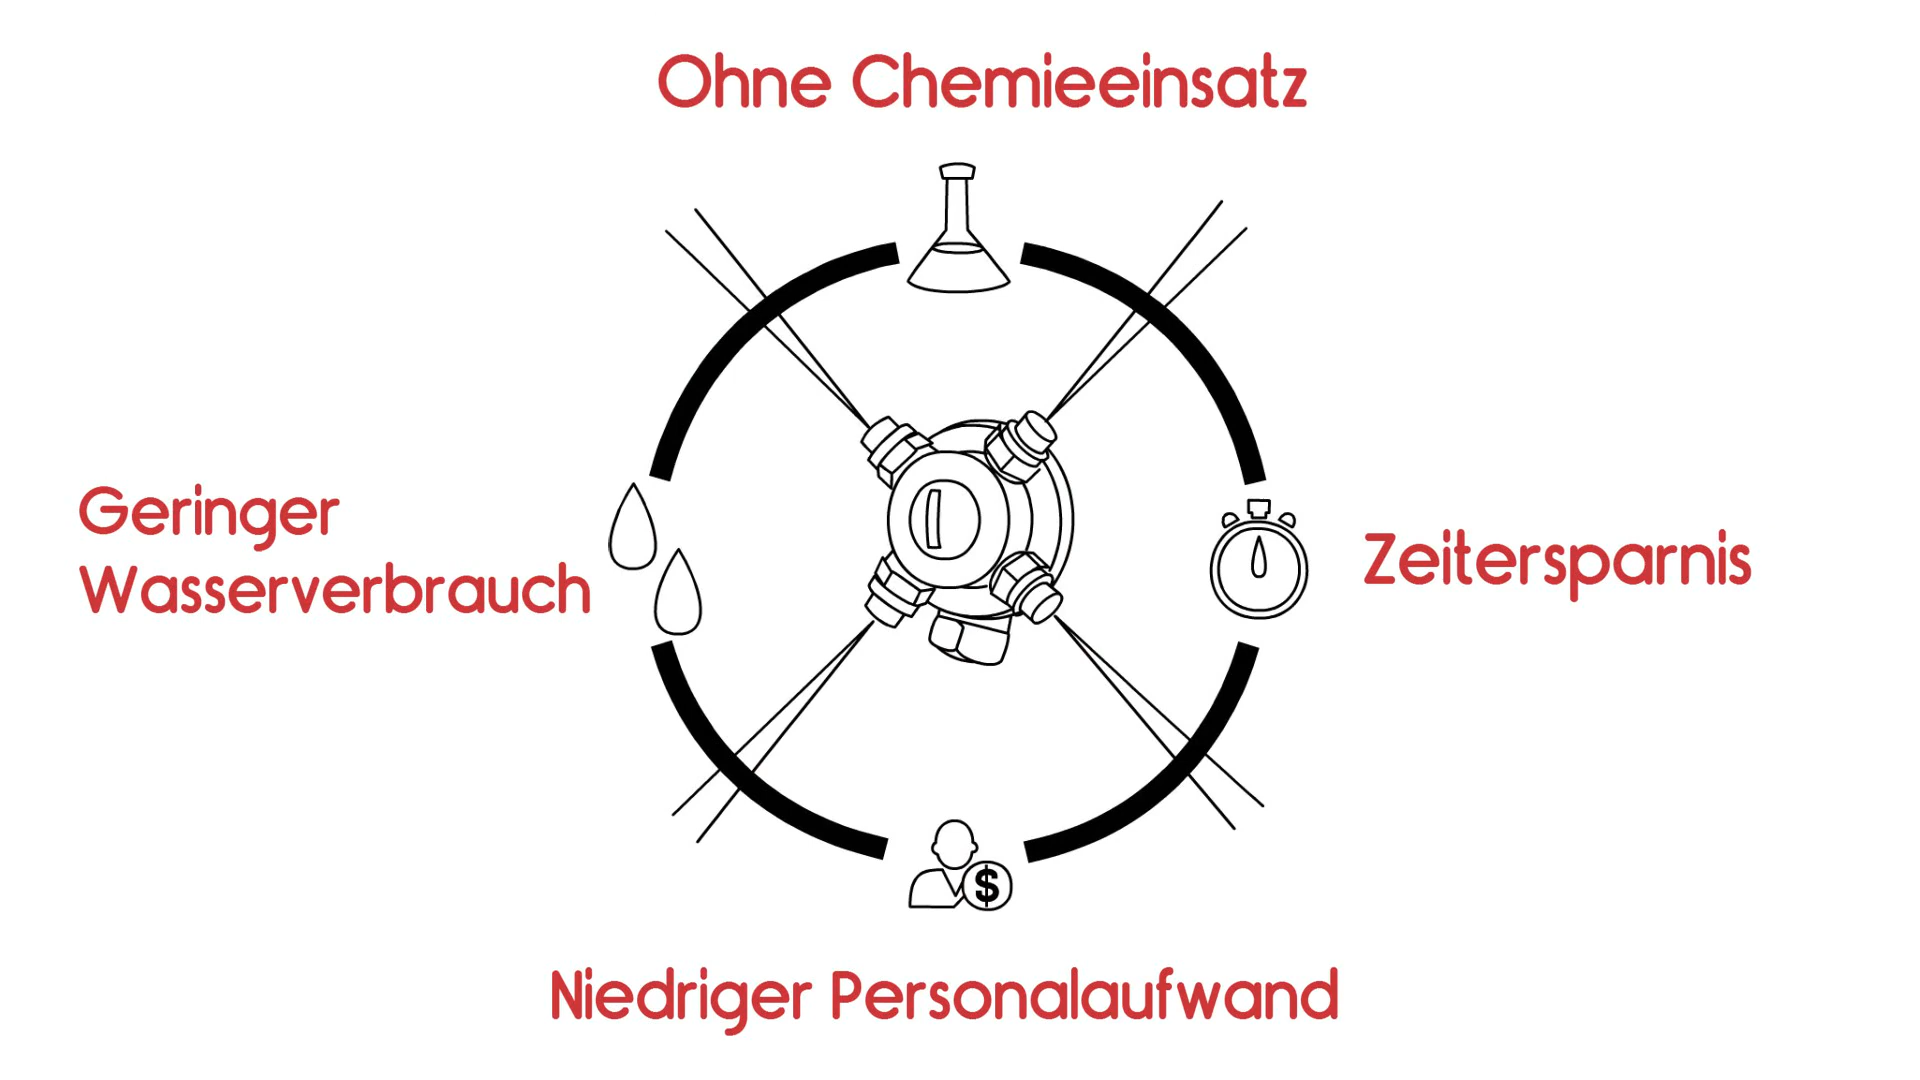 Ohne Chemieeinsatz
Geringer
Wasserverbrauch
Zeitersparnis
$
Niedriger Personalaufwand